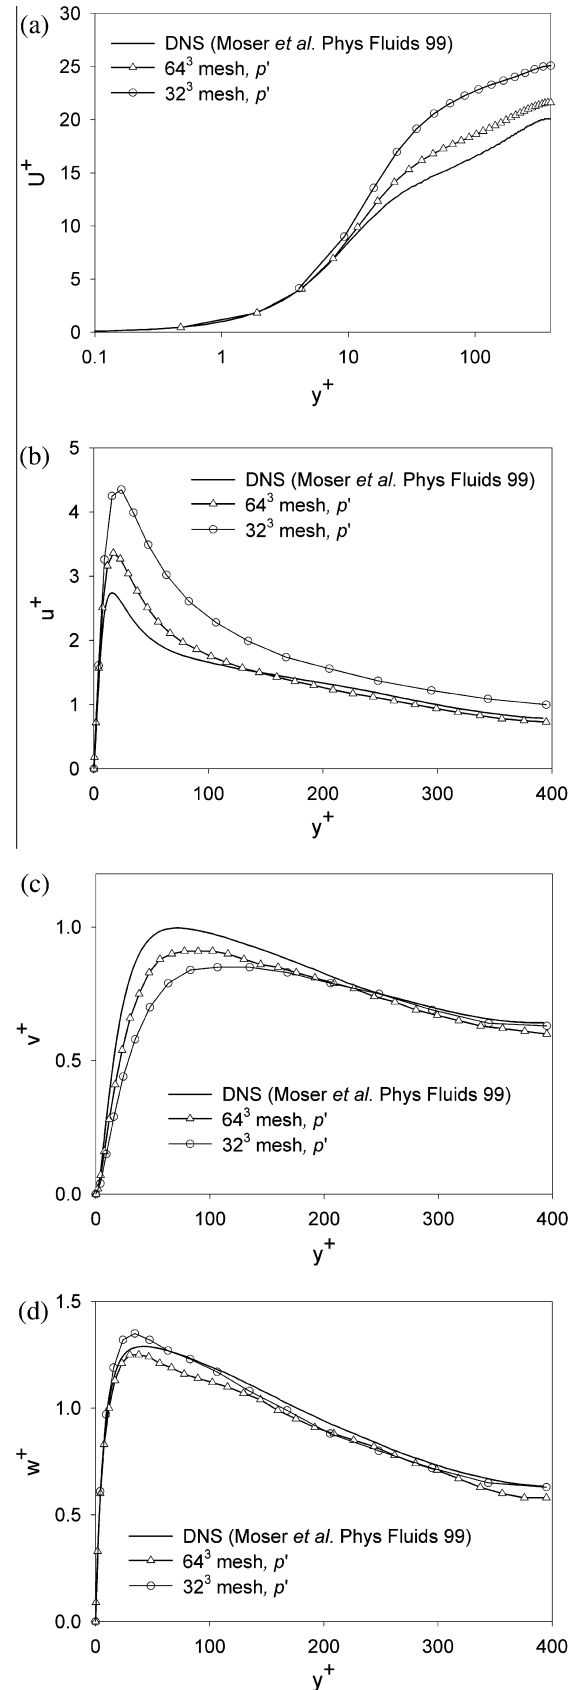 (a)
30
25
20
15
10
5
0
U+
DNS (Moser et al. Phys Fluids 99)
64³ mesh, p'
32³ mesh, p'
0.1 1 10 100
y+
(b)
5
4
3
2
1
0
u+
DNS (Moser et al. Phys Fluids 99)
64³ mesh, p'
32³ mesh, p'
0 100 200 300 400
y+
(c)
1.0
0.5
0.0
v+
DNS (Moser et al. Phys Fluids 99)
64³ mesh, p'
32³ mesh, p'
0 100 200 300 400
y+
(d)
1.5
1.0
0.5
0.0
w+
DNS (Moser et al. Phys Fluids 99)
64³ mesh, p'
32³ mesh, p'
0 100 200 300 400
y+